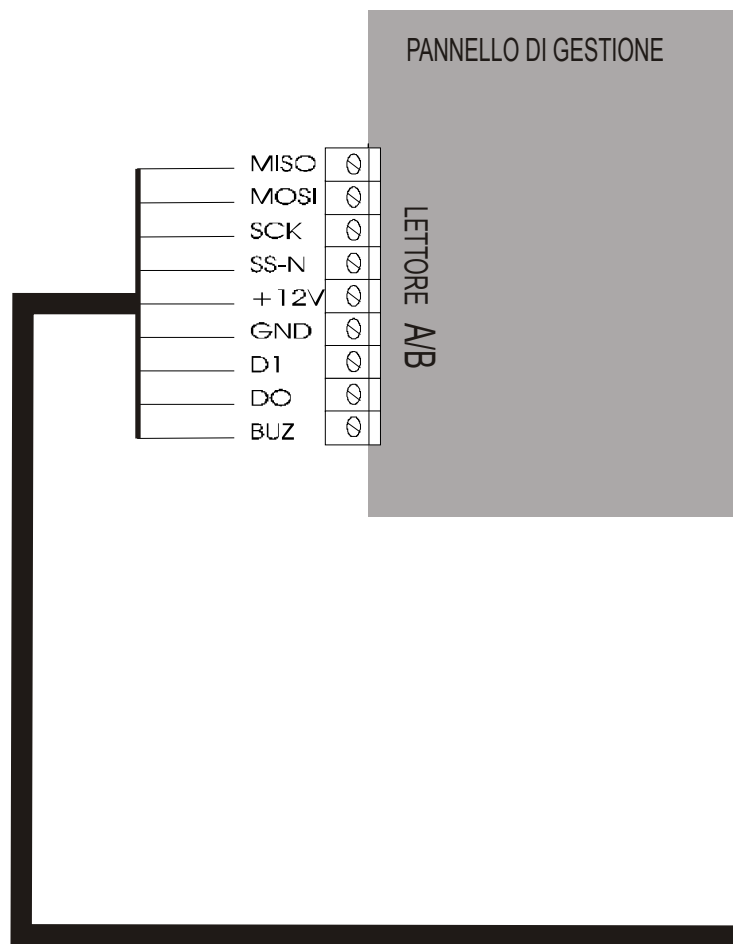 PANNELLO DI GESTIONE
MISO
MOSI
SCK
SS-N
+12V
GND
D1
DO
BUZ
LETTORE A/B